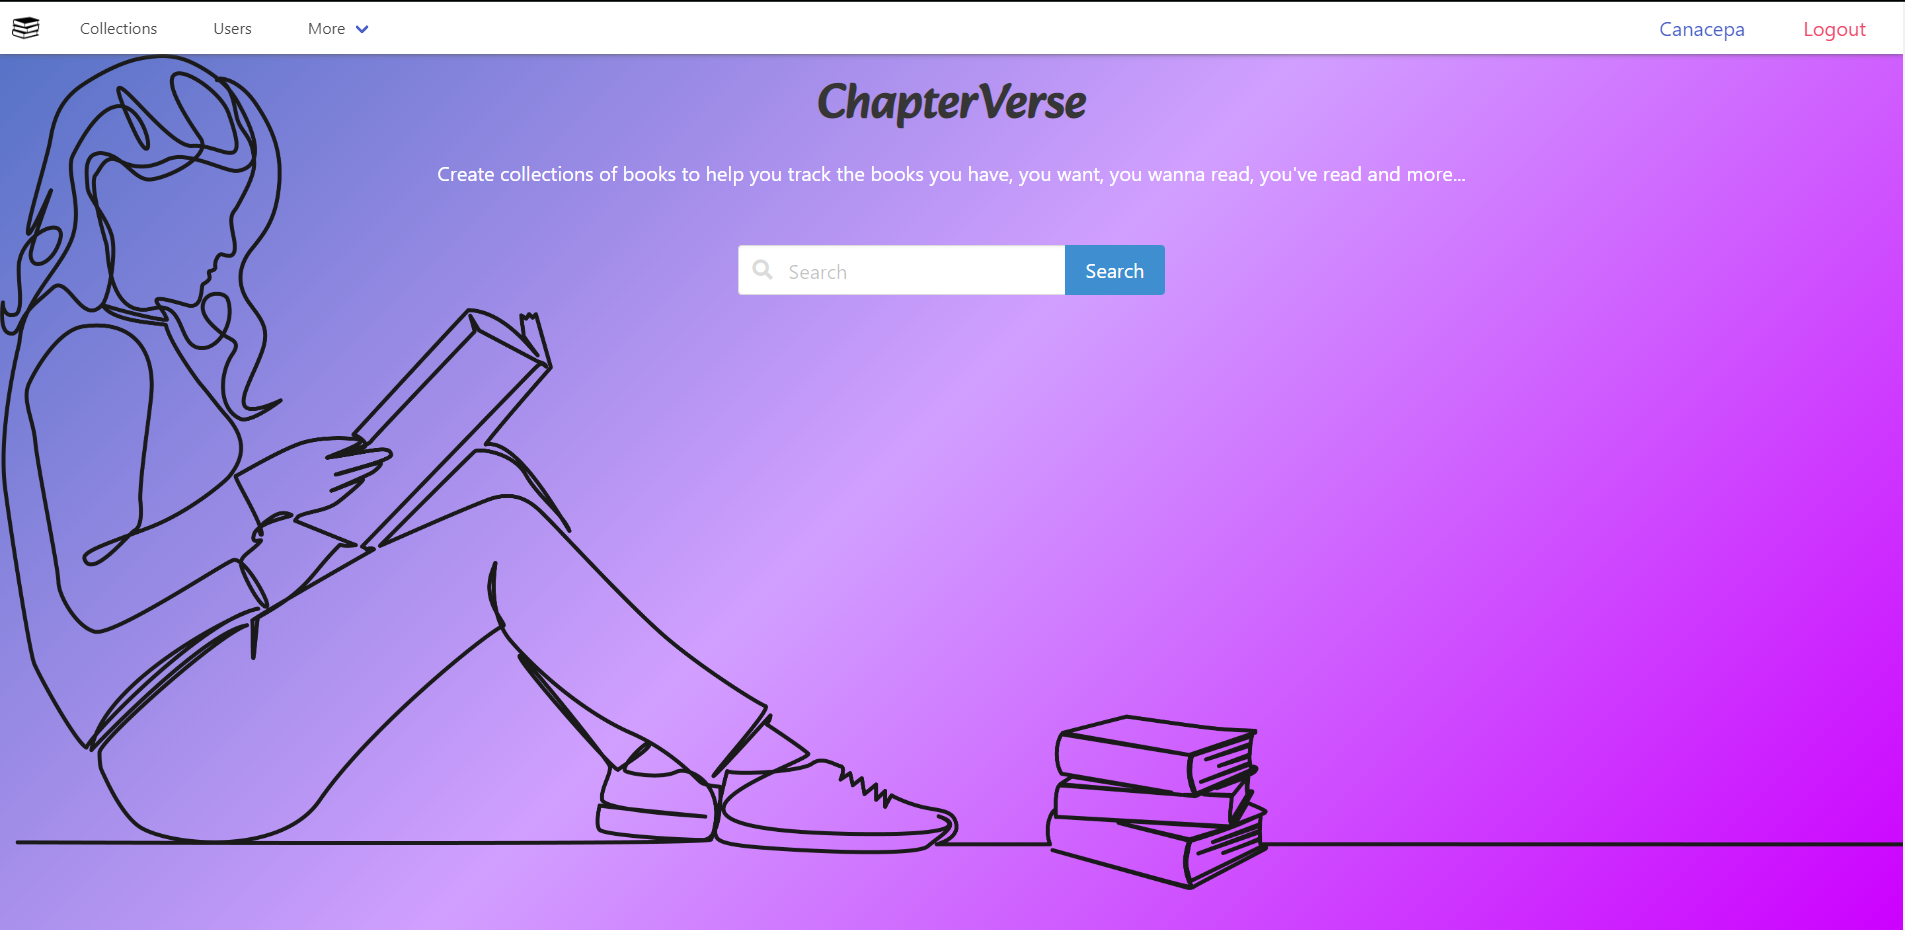 Collections Users More Canacepa Logout
ChapterVerse
Create collections of books to help you track the books you have, you want, you wanna read, you've read and more...
Search Search